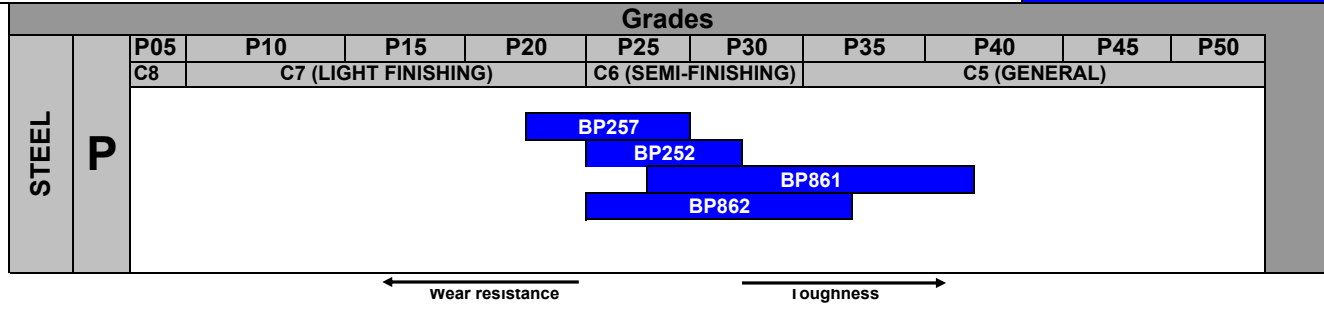 Grades
P05 P10 P15 P20 P25 P30 P35 P40 P45 P50
C8 C7 (LIGHT FINISHING) C6 (SEMI-FINISHING) C5 (GENERAL)
STEEL
P
BP257
BP252
BP861
BP862
Wear resistance Toughness